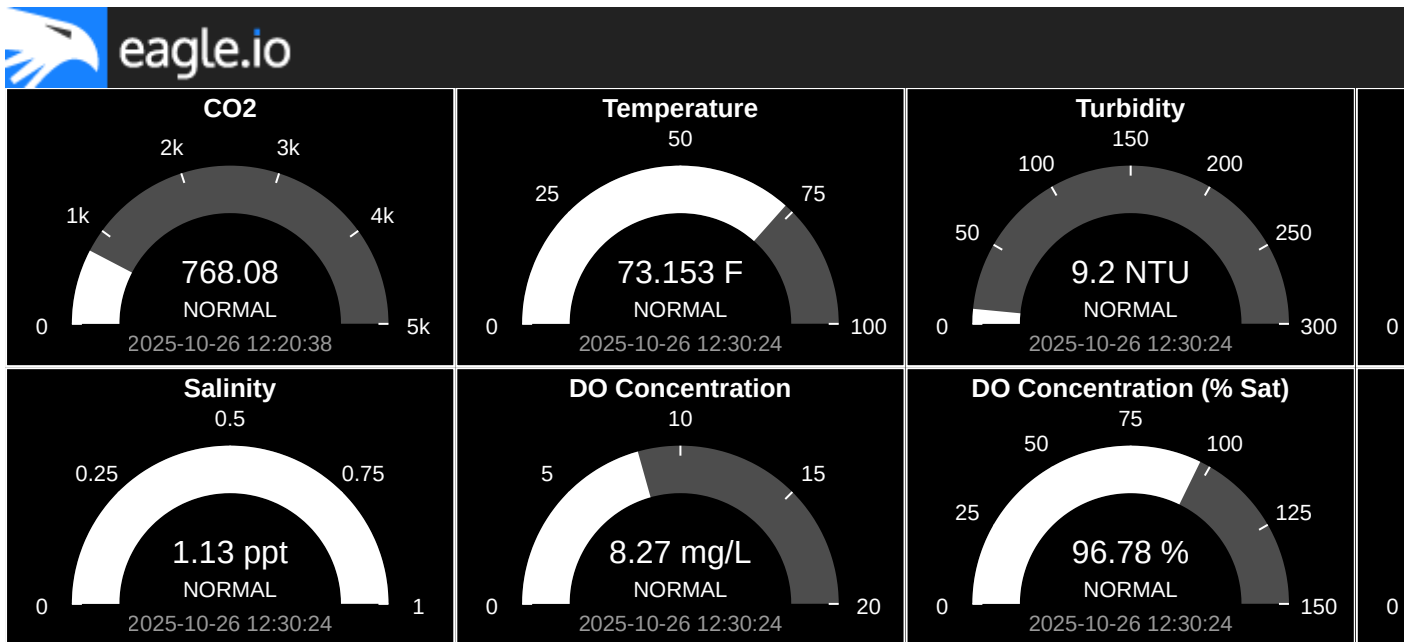 eagle.io
CO2
0
1k
2k
3k
4k
5k
768.08
NORMAL
2025-10-26 12:20:38
Temperature
0
25
50
75
100
73.153 F
NORMAL
2025-10-26 12:30:24
Turbidity
0
50
100
150
200
250
300
9.2 NTU
NORMAL
2025-10-26 12:30:24
0
Salinity
0
0.25
0.5
0.75
1
1.13 ppt
NORMAL
2025-10-26 12:30:24
DO Concentration
0
5
10
15
20
8.27 mg/L
NORMAL
2025-10-26 12:30:24
DO Concentration (% Sat)
0
25
50
75
100
125
150
96.78 %
NORMAL
2025-10-26 12:30:24
0